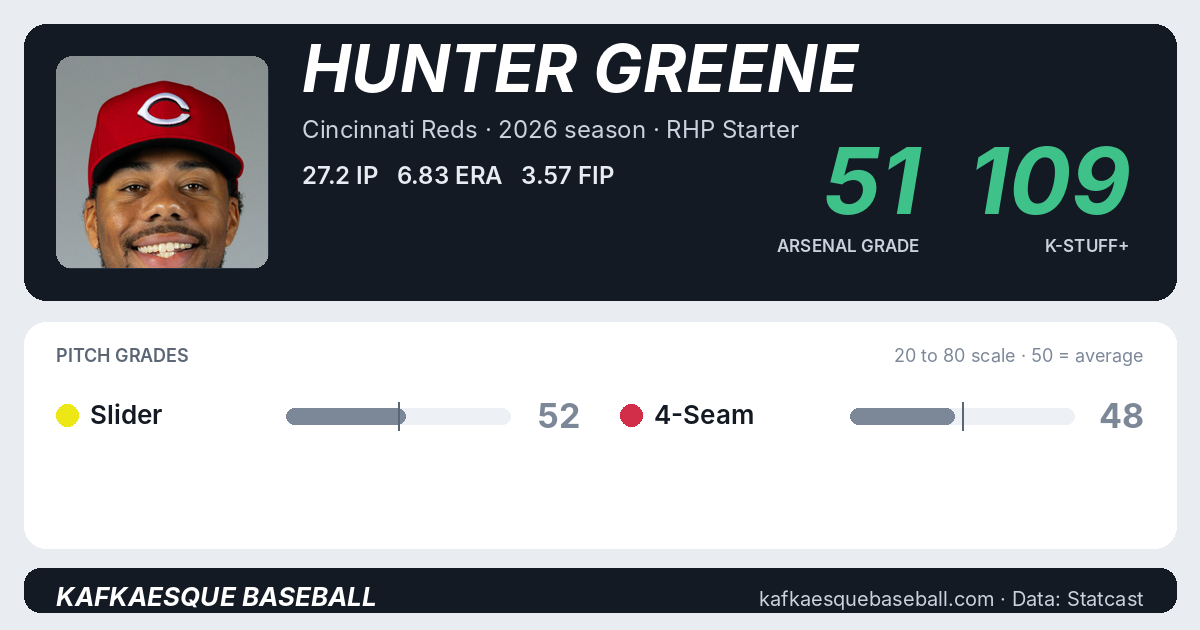 HUNTER GREENE
Cincinnati Reds · 2026 season · RHP Starter
27.2 IP 6.83 ERA 3.57 FIP
51 109
ARSENAL GRADE K-STUFF+
PITCH GRADES 20 to 80 scale · 50 = average
Slider 52 4-Seam 48
KAFKAESQUE BASEBALL kafkaesquebaseball.com · Data: Statcast